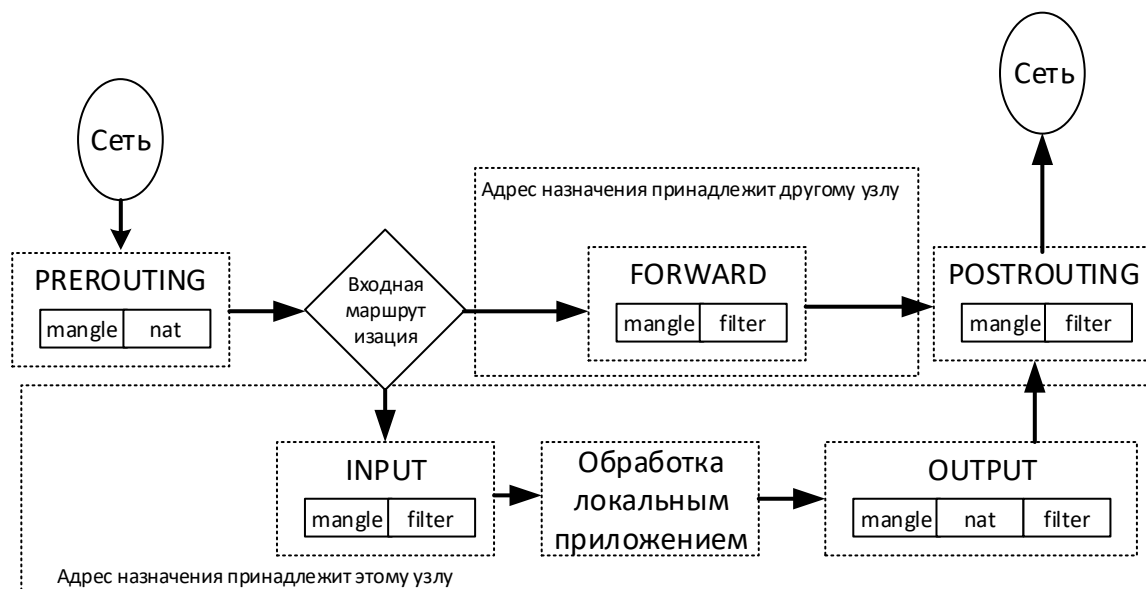 Сеть
Сеть
Адрес назначения принадлежит другому узлу
PREROUTING
mangle nat
Входная
маршрут
изация
FORWARD
mangle filter
POSTROUTING
mangle filter
INPUT
mangle filter
Обработка
локальным
приложением
OUTPUT
mangle nat filter
Адрес назначения принадлежит этому узлу